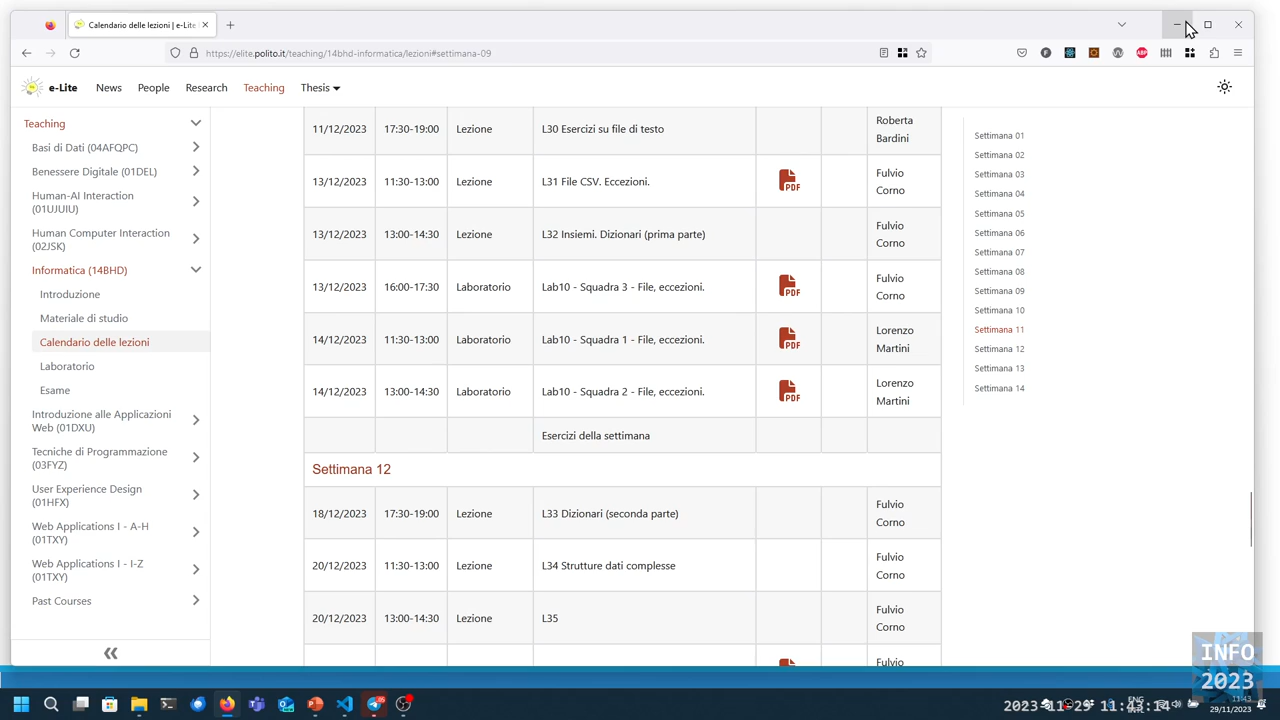 Calendario delle lezioni | e-Lite
https://elite.polito.it/teaching/14bhd-informatica/lezioni#settimana-09
e-Lite News People Research Teaching Thesis
Teaching
Basi di Dati (04AFQPC)
Benessere Digitale (01DEL)
Human-AI Interaction
(01UJUIU)
Human Computer Interaction
(02JSK)
Informatica (14BHD)
Introduzione
Materiale di studio
Calendario delle lezioni
Laboratorio
Esame
Introduzione alle Applicazioni
Web (01DXU)
Tecniche di Programmazione
(03FYZ)
User Experience Design
(01HFX)
Web Applications I - A-H
(01TXY)
Web Applications I - I-Z
(01TXY)
Past Courses
11/12/2023 17:30-19:00 Lezione L30 Esercizi su file di testo Roberta
Bardini
13/12/2023 11:30-13:00 Lezione L31 File CSV. Eccezioni. PDF Fulvio
Corno
13/12/2023 13:00-14:30 Lezione L32 Insiemi. Dizionari (prima parte) Fulvio
Corno
13/12/2023 16:00-17:30 Laboratorio Lab10 - Squadra 3 - File, eccezioni. PDF Fulvio
Corno
14/12/2023 11:30-13:00 Laboratorio Lab10 - Squadra 1 - File, eccezioni. PDF Lorenzo
Martini
14/12/2023 13:00-14:30 Laboratorio Lab10 - Squadra 2 - File, eccezioni. PDF Lorenzo
Martini
Esercizi della settimana
Settimana 12
18/12/2023 17:30-19:00 Lezione L33 Dizionari (seconda parte) Fulvio
Corno
20/12/2023 11:30-13:00 Lezione L34 Strutture dati complesse Fulvio
Corno
20/12/2023 13:00-14:30 Lezione L35 Fulvio
Corno
Fulvio
Settimana 01
Settimana 02
Settimana 03
Settimana 04
Settimana 05
Settimana 06
Settimana 07
Settimana 08
Settimana 09
Settimana 10
Settimana 11
Settimana 12
Settimana 13
Settimana 14
INFO
2023
ENG
11:43
29/11/2023